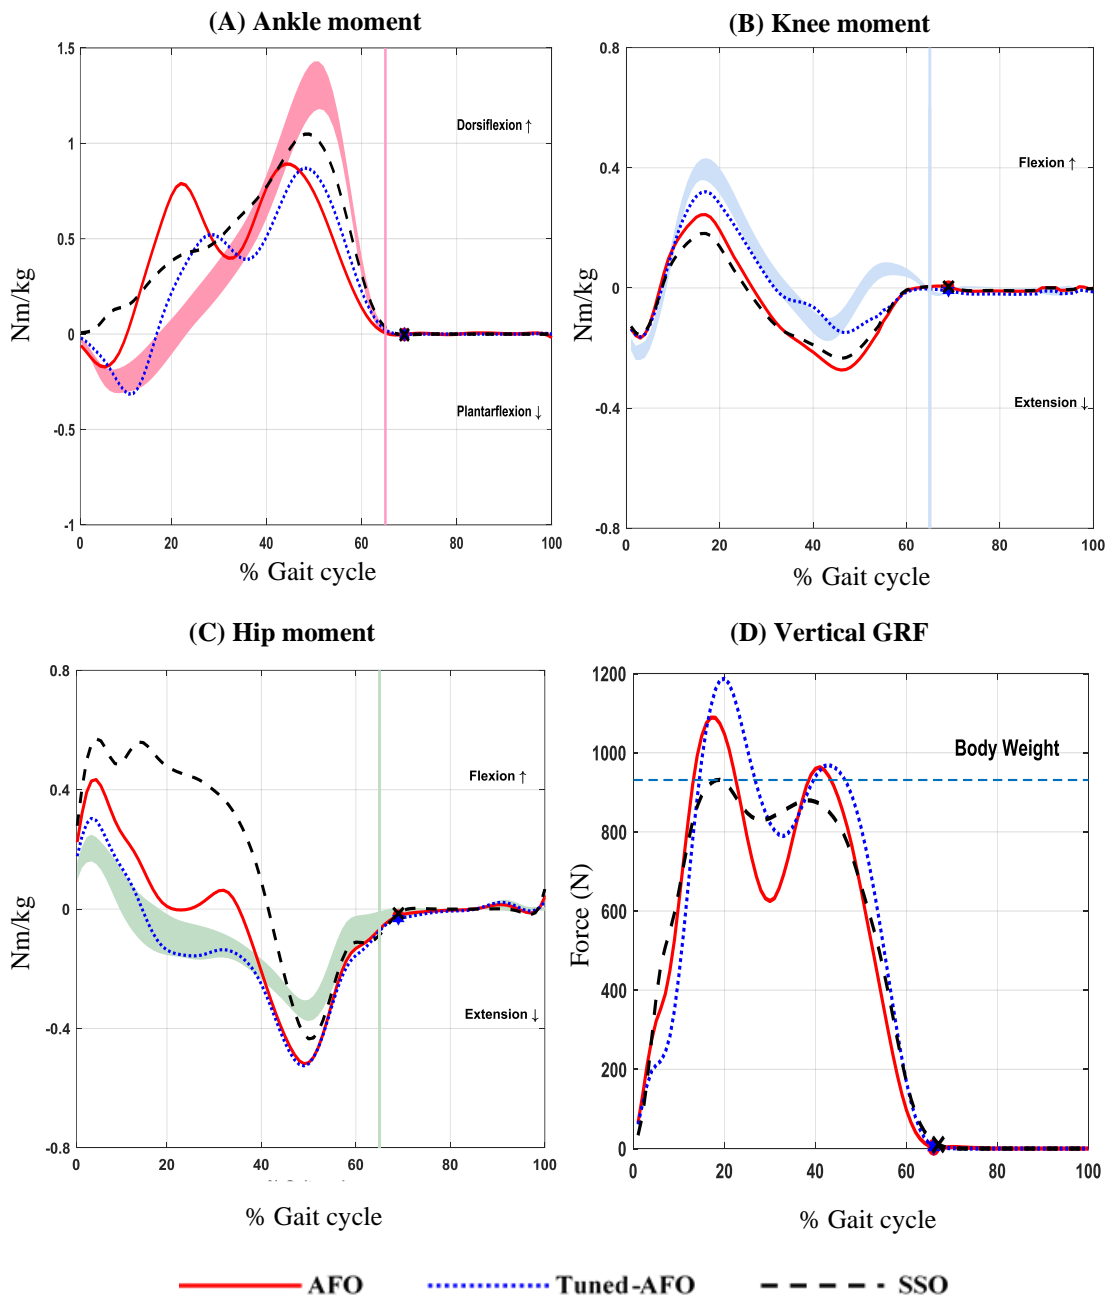 (A) Ankle moment
1.5
1
0.5
0
-0.5
-1
Nm/kg
Dorsiflexion ↑
Plantarflexion ↓
0 20 40 60 80 100
% Gait cycle
(B) Knee moment
0.8
0.4
0
-0.4
-0.8
Nm/kg
Flexion ↑
Extension ↓
0 20 40 60 80 100
% Gait cycle
(C) Hip moment
0.8
0.4
0
-0.4
-0.8
Nm/kg
Flexion ↑
Extension ↓
0 20 40 60 80 100
% Gait cycle
(D) Vertical GRF
1200
1000
800
600
400
200
0
Force (N)
Body Weight
0 20 40 60 80 100
% Gait cycle
AFO Tuned-AFO SSO